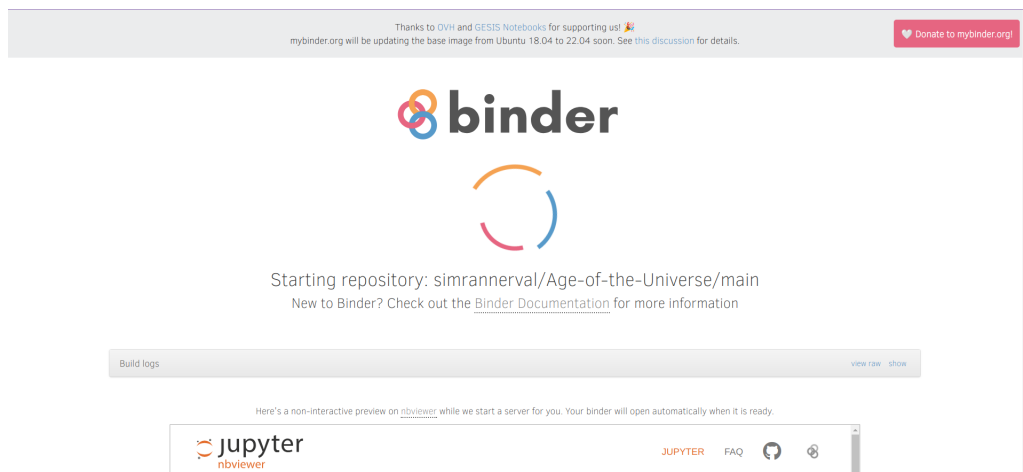 Thanks to OVH and GESIS Notebooks for supporting us! 🎉
mybinder.org will be updating the base image from Ubuntu 18.04 to 22.04 soon. See this discussion for details.
Donate to mybinder.org!
binder
Starting repository: simrannerval/Age-of-the-Universe/main
New to Binder? Check out the Binder Documentation for more information
Build logs view raw show
Here's a non-interactive preview on nbviewer while we start a server for you. Your binder will open automatically when it is ready.
jupyter JUPYTER FAQ
nbviewer